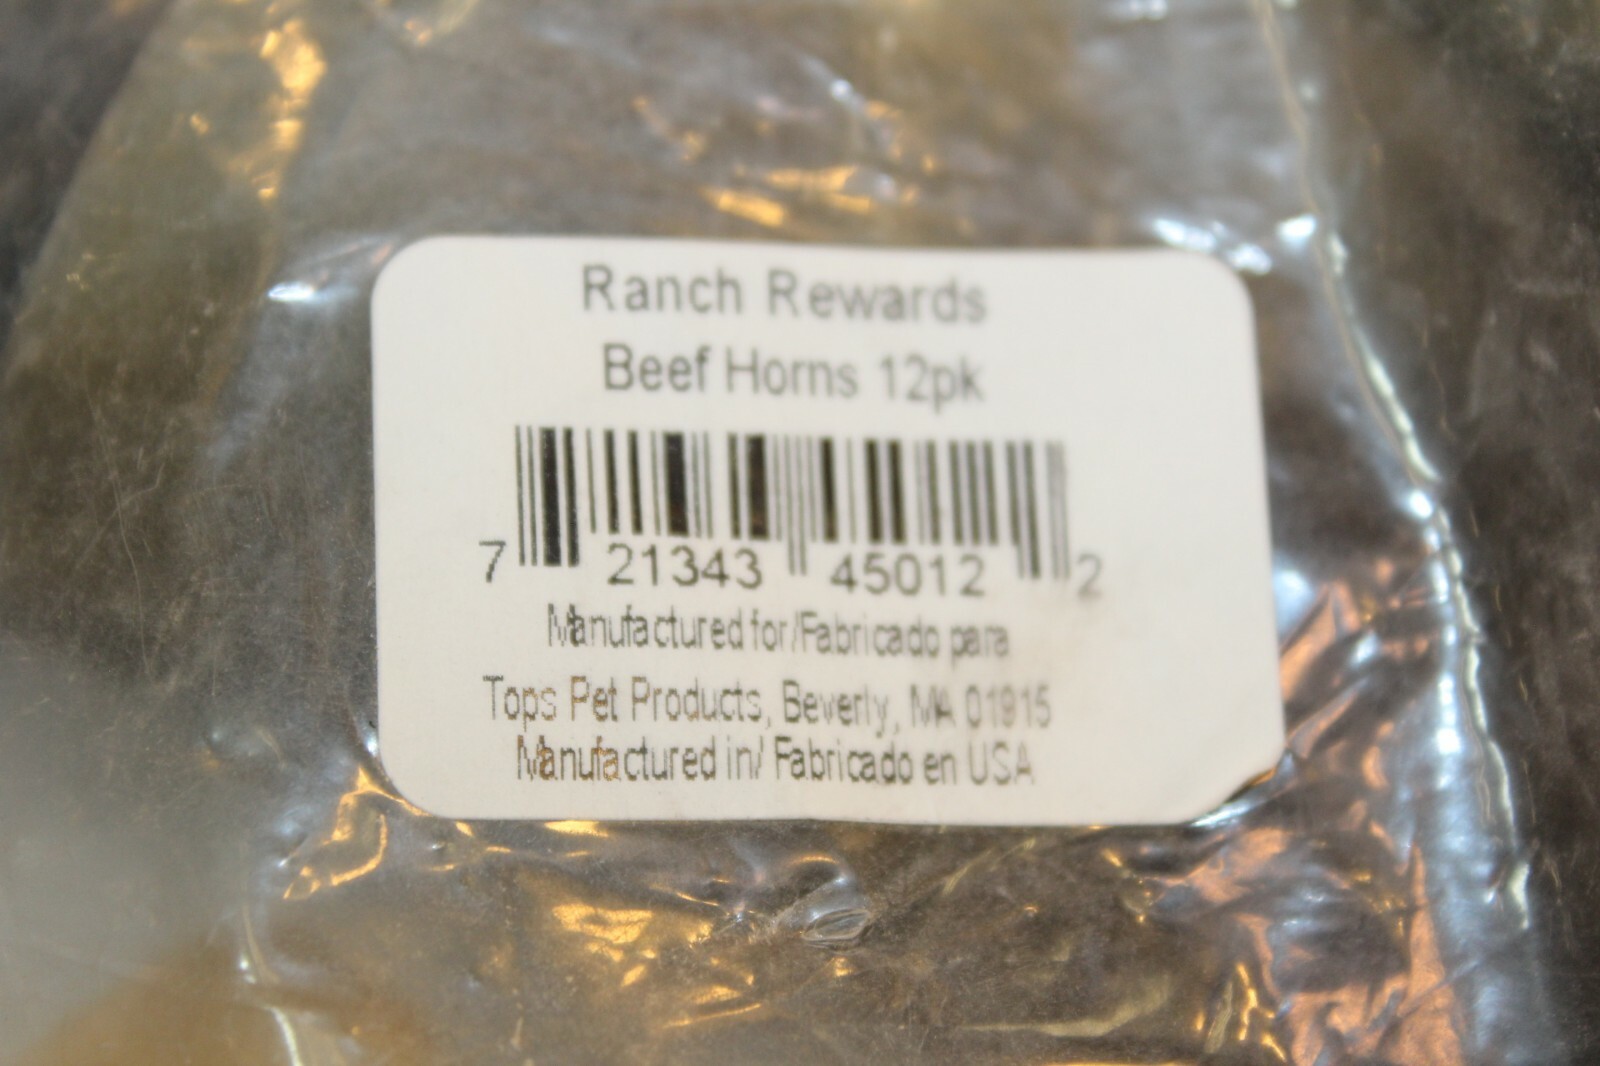 Ranch Rewards
Beef Horns 12pk
7 21343 45012 2
Manufactured for/Fabricado para
Tops Pet Products, Beverly, MA 01915
Manufactured in/ Fabricado en USA